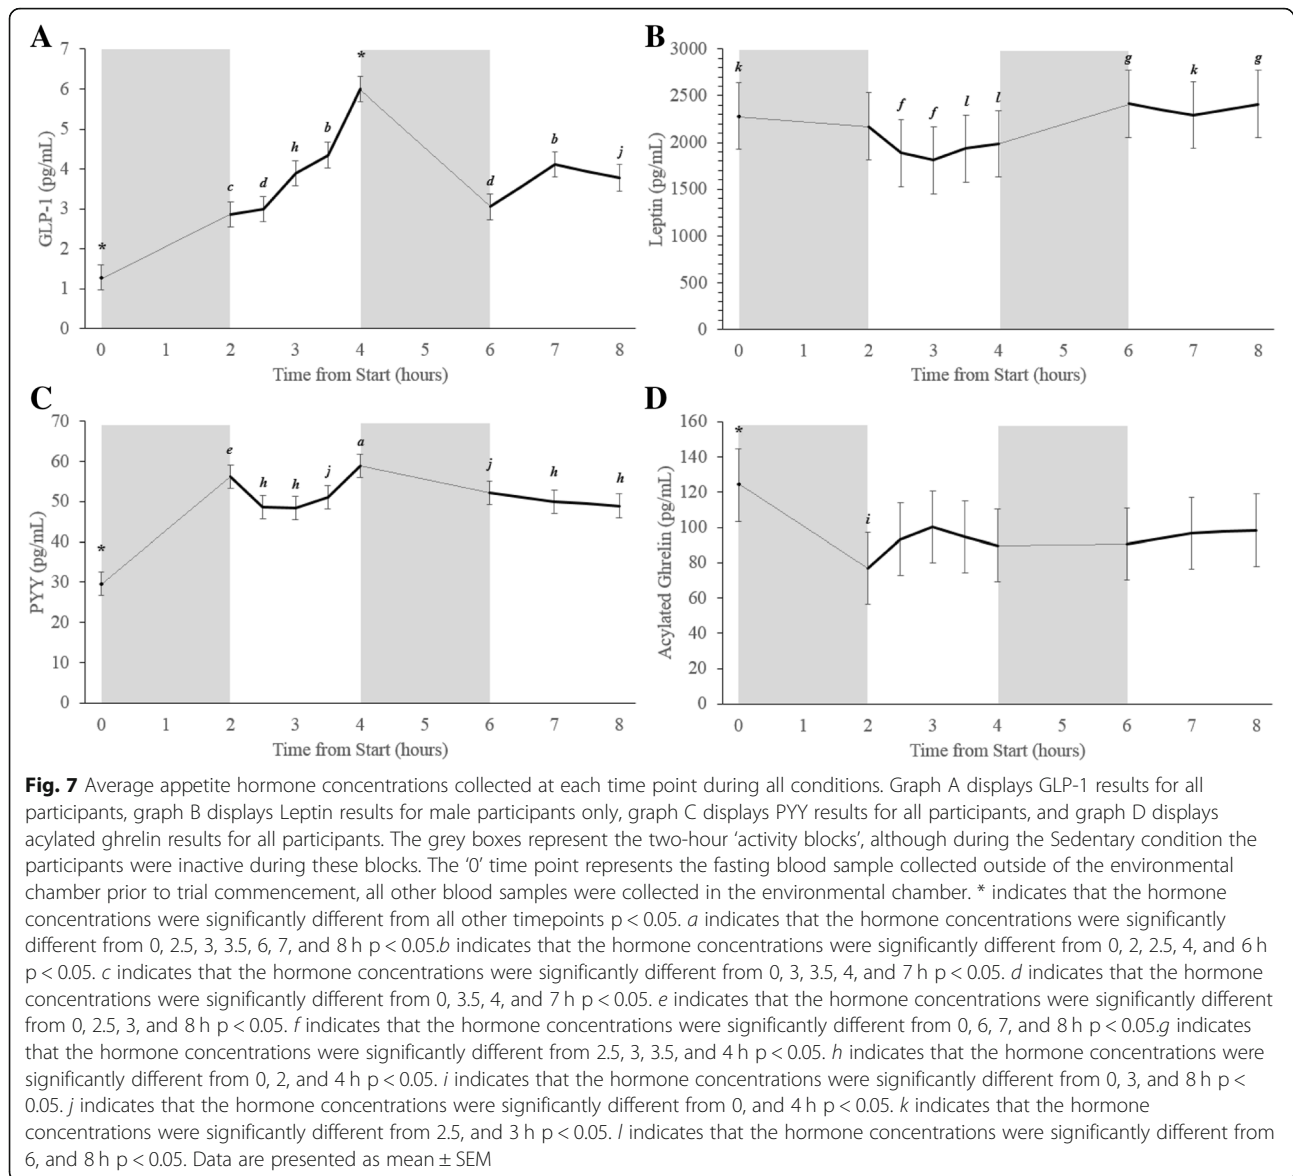 A
7
6
5
4
3
2
1
0
GLP-1 (pg/mL)
*
c
d
h
b
*
d
b
j
0 1 2 3 4 5 6 7 8
Time from Start (hours)
B
3000
2500
2000
1500
1000
500
0
Leptin (pg/mL)
k
f
f
l
l
g
k
g
0 1 2 3 4 5 6 7 8
Time from Start (hours)
C
70
60
50
40
30
20
10
0
PYY (pg/mL)
*
e
h
h
j
a
j
h
h
0 1 2 3 4 5 6 7 8
Time from Start (hours)
D
160
140
120
100
80
60
40
20
0
Acylated Ghrelin (pg/mL)
*
i
0 1 2 3 4 5 6 7 8
Time from Start (hours)
Fig. 7 Average appetite hormone concentrations collected at each time point during all conditions. Graph A displays GLP-1 results for all
participants, graph B displays Leptin results for male participants only, graph C displays PYY results for all participants, and graph D displays
acylated ghrelin results for all participants. The grey boxes represent the two-hour ‘activity blocks’, although during the Sedentary condition the
participants were inactive during these blocks. The ‘0’ time point represents the fasting blood sample collected outside of the environmental
chamber prior to trial commencement, all other blood samples were collected in the environmental chamber. * indicates that the hormone
concentrations were significantly different from all other timepoints p < 0.05. a indicates that the hormone concentrations were significantly
different from 0, 2.5, 3, 3.5, 6, 7, and 8 h p < 0.05.b indicates that the hormone concentrations were significantly different from 0, 2, 2.5, 4, and 6 h
p < 0.05. c indicates that the hormone concentrations were significantly different from 0, 3, 3.5, 4, and 7 h p < 0.05. d indicates that the hormone
concentrations were significantly different from 0, 3.5, 4, and 7 h p < 0.05. e indicates that the hormone concentrations were significantly different
from 0, 2.5, 3, and 8 h p < 0.05. f indicates that the hormone concentrations were significantly different from 0, 6, 7, and 8 h p < 0.05.g indicates
that the hormone concentrations were significantly different from 2.5, 3, 3.5, and 4 h p < 0.05. h indicates that the hormone concentrations were
significantly different from 0, 2, and 4 h p < 0.05. i indicates that the hormone concentrations were significantly different from 0, 3, and 8 h p <
0.05. j indicates that the hormone concentrations were significantly different from 0, and 4 h p < 0.05. k indicates that the hormone
concentrations were significantly different from 2.5, and 3 h p < 0.05. l indicates that the hormone concentrations were significantly different from
6, and 8 h p < 0.05. Data are presented as mean ± SEM